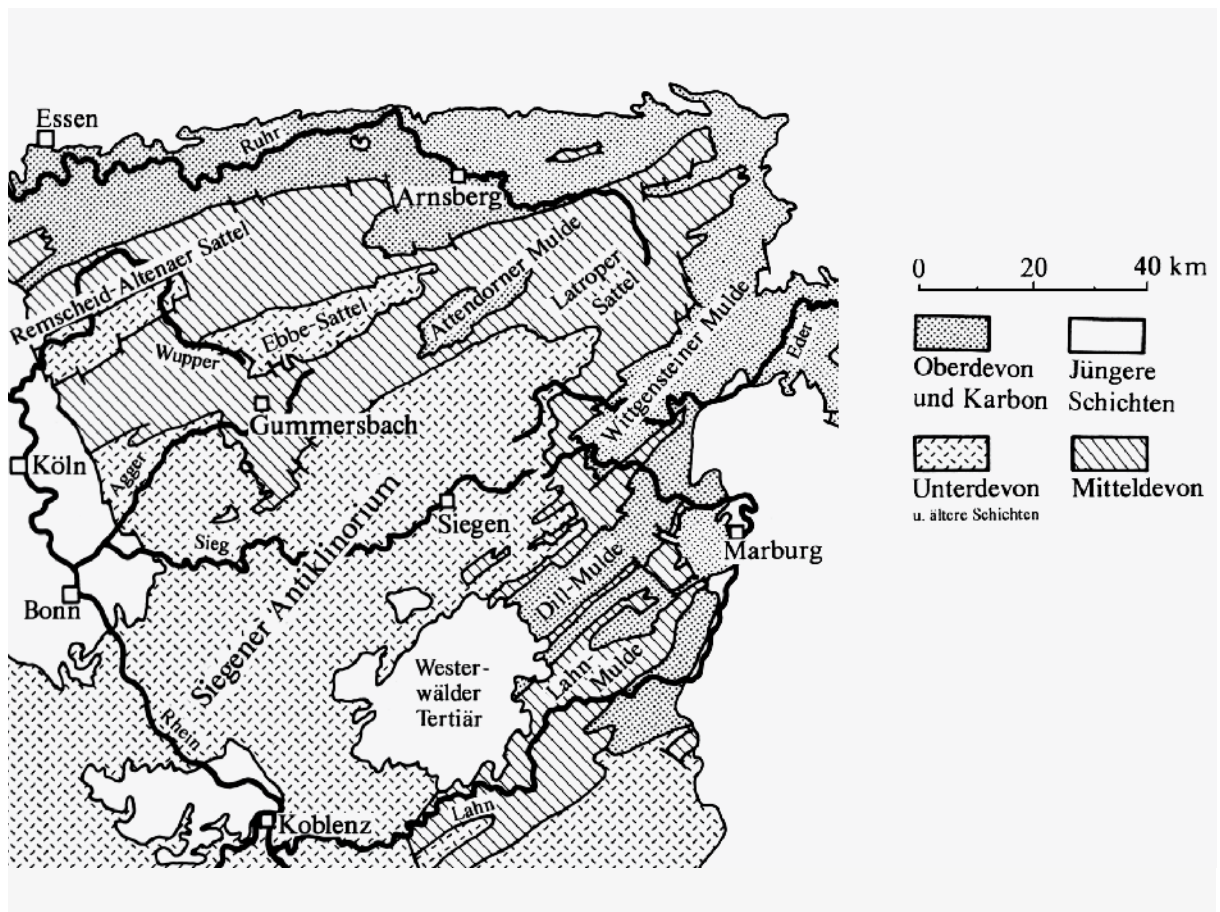 Essen
Ruhr
Arnsberg
Remscheid-Altenaer Sattel
Attendorner Mulde
Latroper
Sattel
Ebbe-Sattel
Wupper
Wittgensteiner Mulde
Eder
Gummersbach
Köln
Agger
Siegen
Sieg
Siegener Antiklinorium
Marburg
Dill-Mulde
Bonn
Lahn-
Mulde
Wester-
wälder
Tertiär
Rhein
Lahn
Koblenz
0 20 40 km
Oberdevon
und Karbon
Jüngere
Schichten
Unterdevon
u. ältere Schichten
Mitteldevon